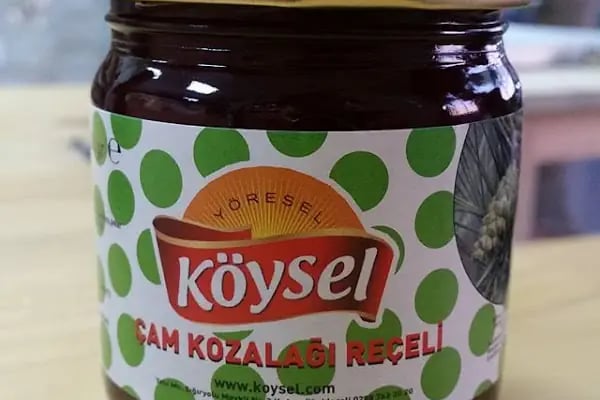 e
YÖRESEL
Köysel
ÇAM KOZALAĞI REÇELİ
www.koysel.com